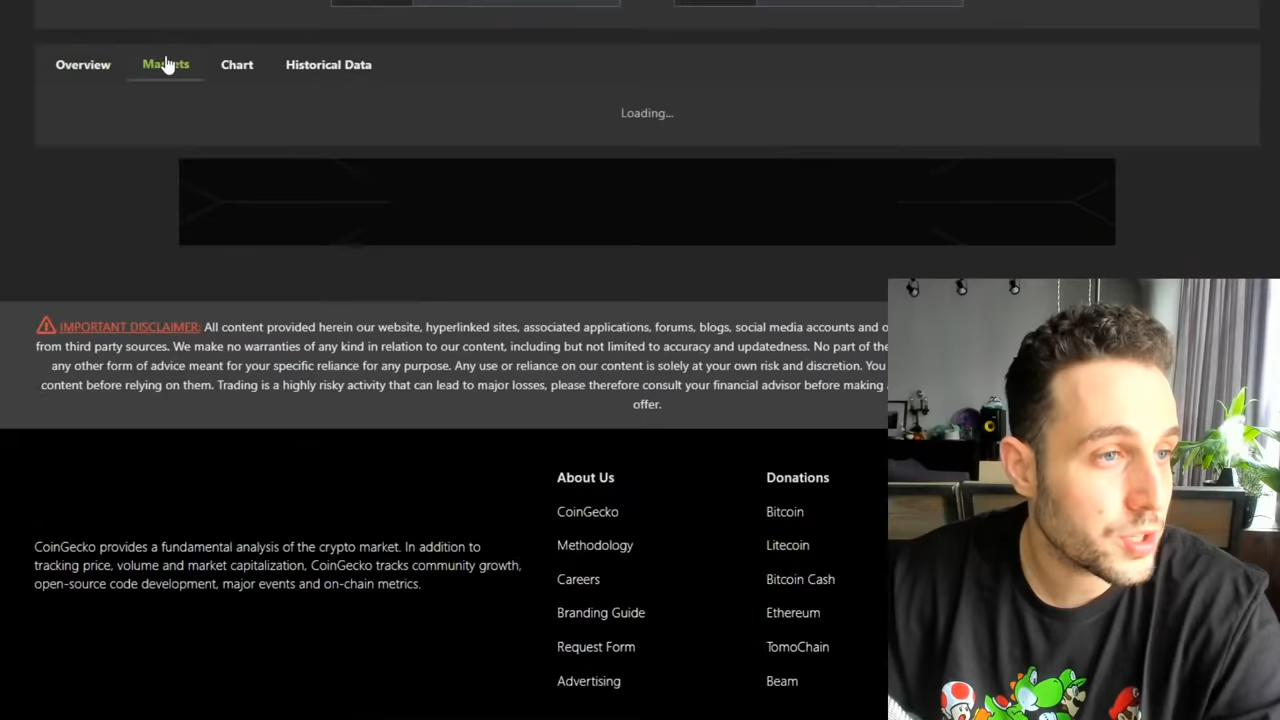 Overview Markets Chart Historical Data
Loading...
IMPORTANT DISCLAIMER: All content provided herein our website, hyperlinked sites, associated applications, forums, blogs, social media accounts and o
from third party sources. We make no warranties of any kind in relation to our content, including but not limited to accuracy and updatedness. No part of the
any other form of advice meant for your specific reliance for any purpose. Any use or reliance on our content is solely at your own risk and discretion. You
content before relying on them. Trading is a highly risky activity that can lead to major losses, please therefore consult your financial advisor before making
offer.
CoinGecko provides a fundamental analysis of the crypto market. In addition to
tracking price, volume and market capitalization, CoinGecko tracks community growth,
open-source code development, major events and on-chain metrics.
About Us
CoinGecko
Methodology
Careers
Branding Guide
Request Form
Advertising
Donations
Bitcoin
Litecoin
Bitcoin Cash
Ethereum
TomoChain
Beam